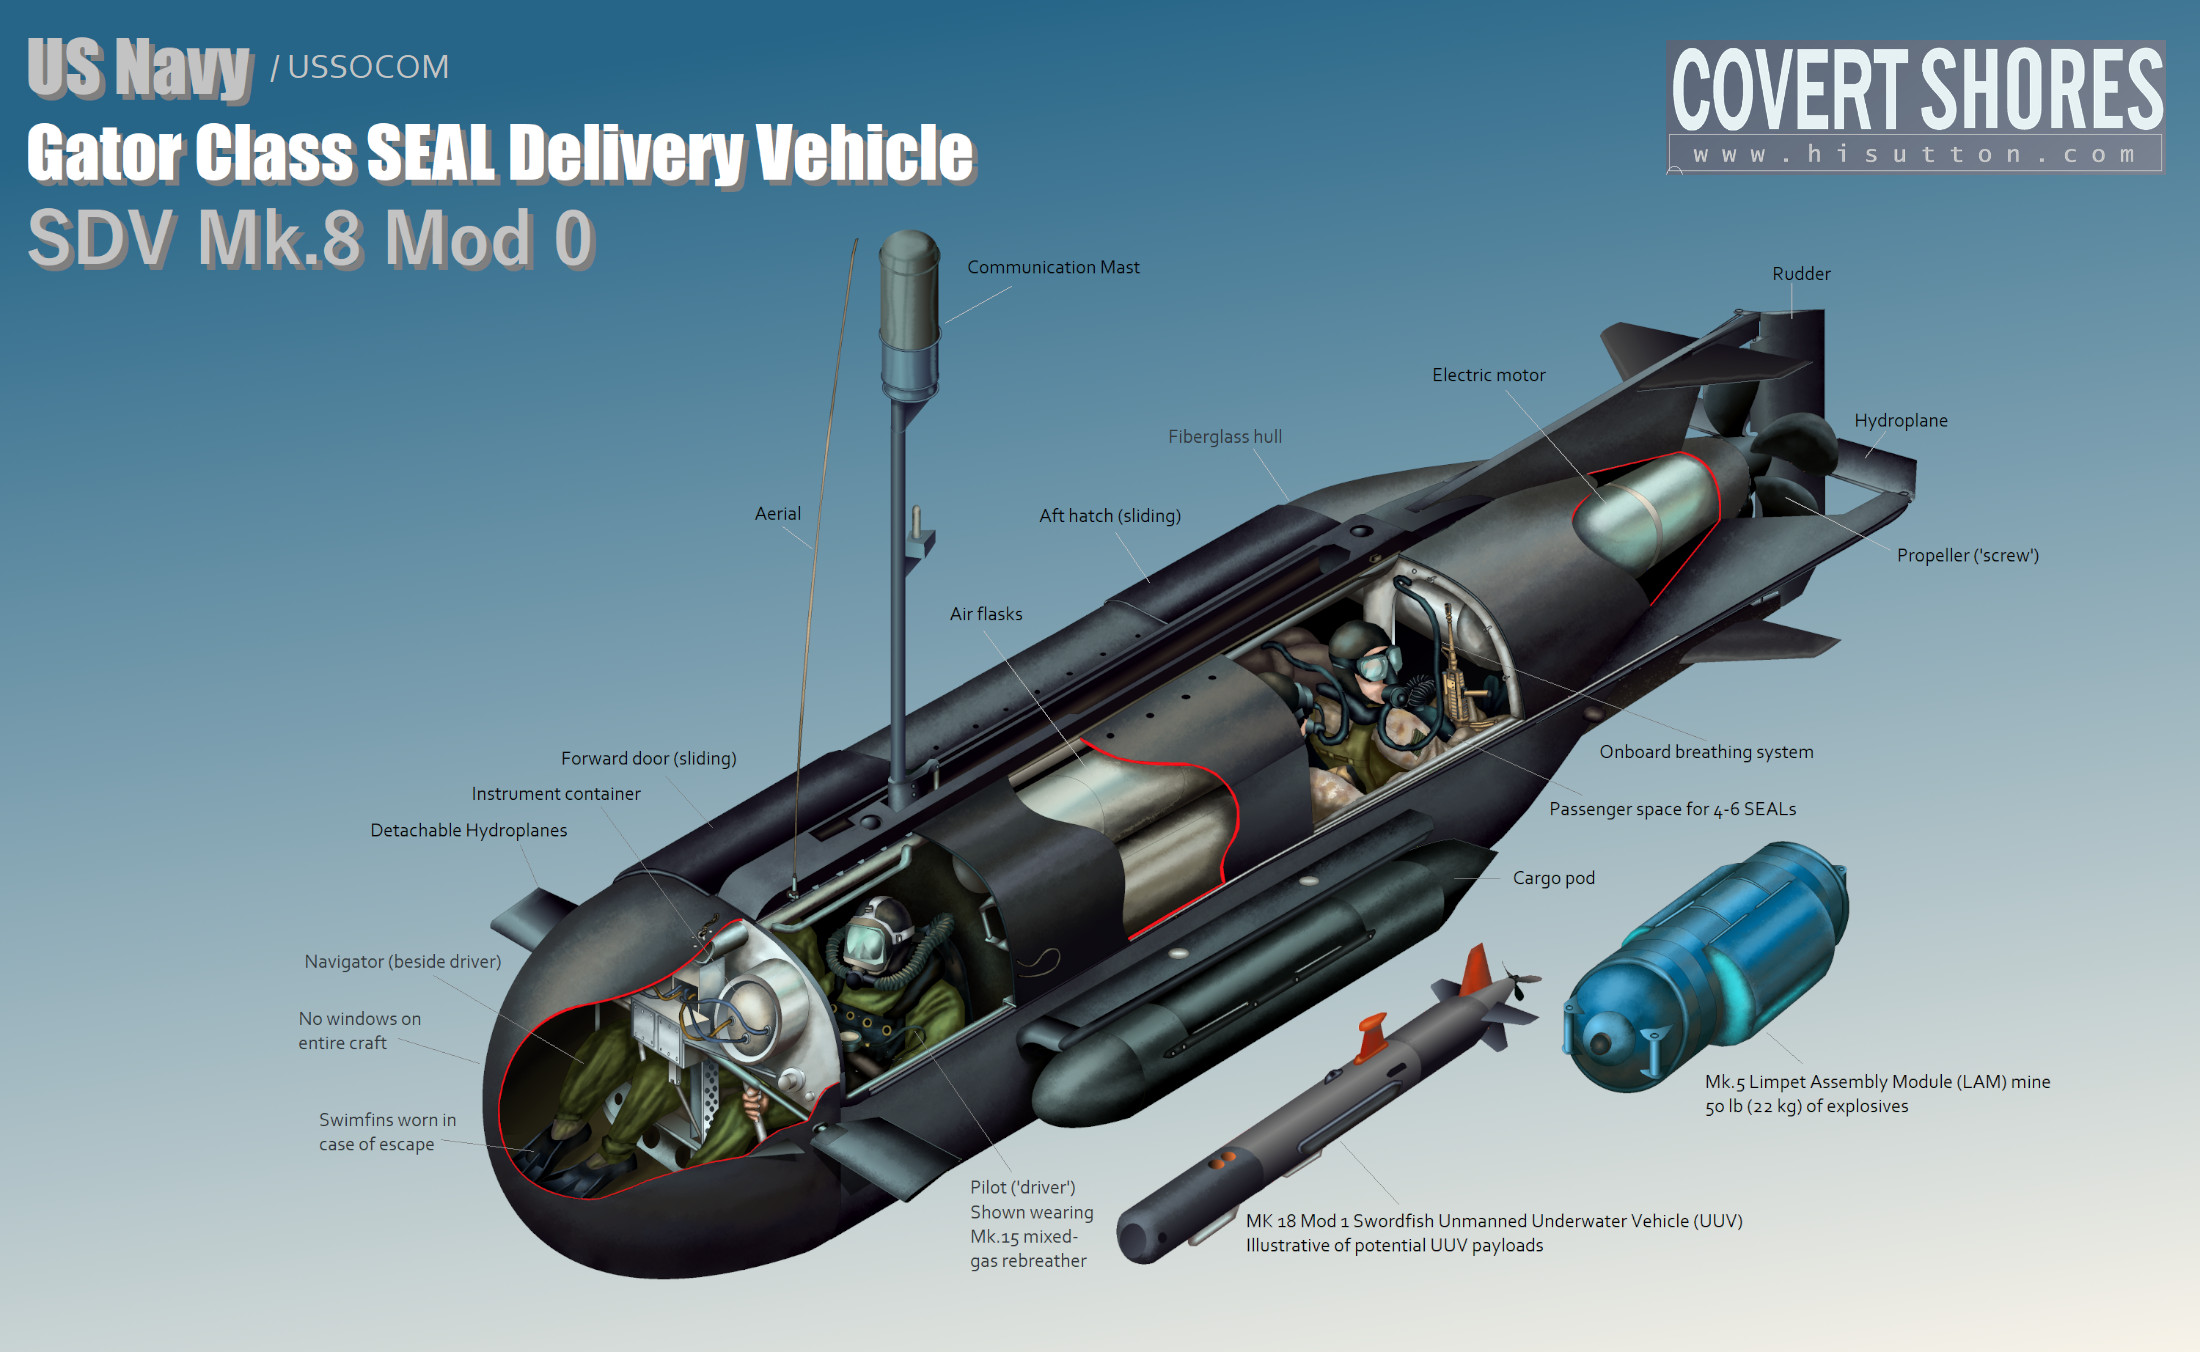 US Navy / USSOCOM
Gator Class SEAL Delivery Vehicle
SDV Mk.8 Mod 0
COVERT SHORES
www.hisutton.com
Communication Mast
Rudder
Electric motor
Hydroplane
Fiberglass hull
Aerial
Aft hatch (sliding)
Propeller ('screw')
Air flasks
Forward door (sliding)
Onboard breathing system
Instrument container
Passenger space for 4-6 SEALs
Detachable Hydroplanes
Cargo pod
Navigator (beside driver)
No windows on
entire craft
Mk.5 Limpet Assembly Module (LAM) mine
50 lb (22 kg) of explosives
Swimfins worn in
case of escape
Pilot ('driver')
Shown wearing
Mk.15 mixed-
gas rebreather
MK 18 Mod 1 Swordfish Unmanned Underwater Vehicle (UUV)
Illustrative of potential UUV payloads